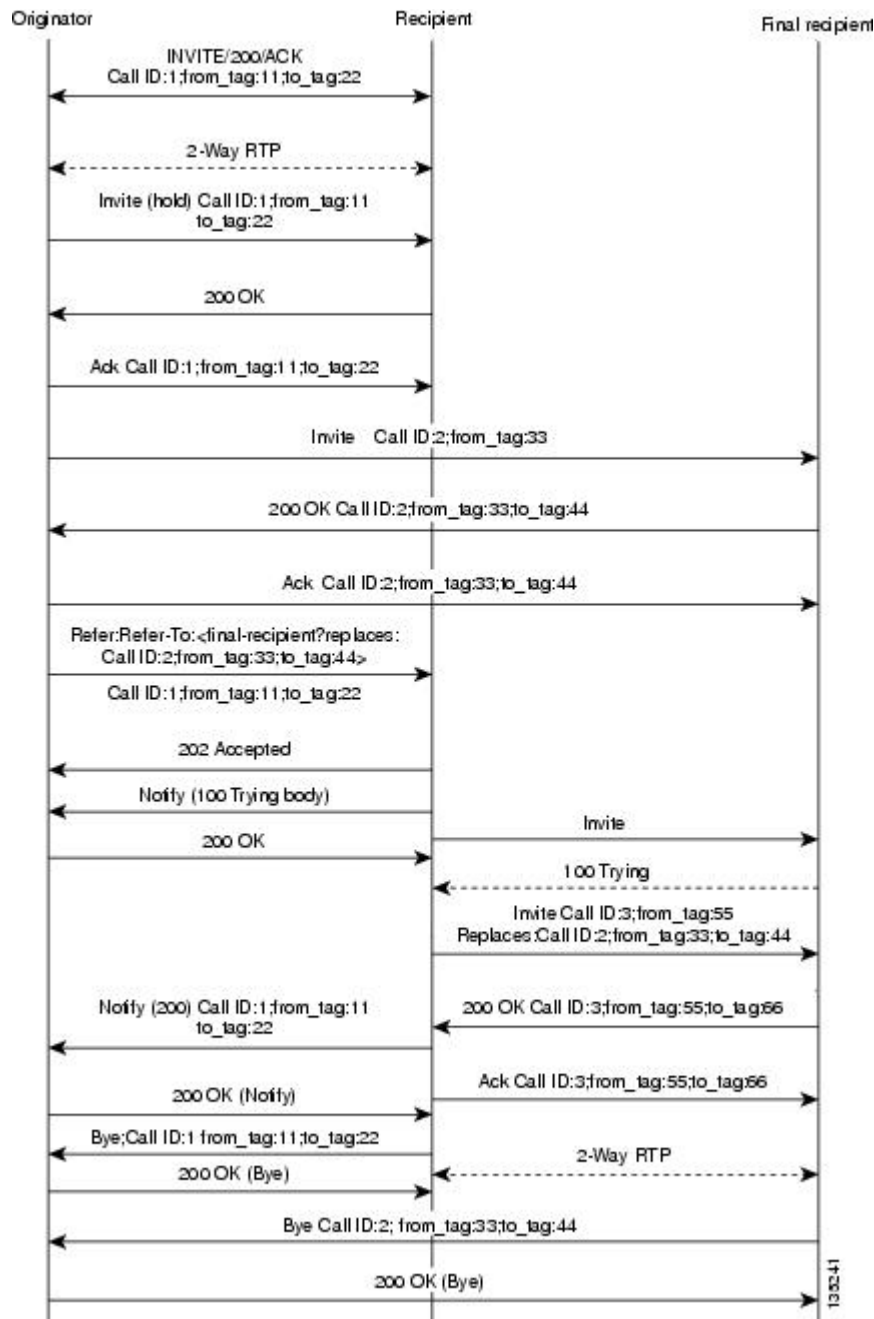 Originator
Recipient
Final recipient
INVITE/200/ACK
Call ID:1;from_tag:11;to_tag:22
2-Way RTP
Invite (hold) Call ID:1;from_tag:11
to_tag:22
200 OK
Ack Call ID:1;from_tag:11;to_tag:22
Invite Call ID:2;from_tag:33
200 OK Call ID:2;from_tag:33;to_tag:44
Ack Call ID:2;from_tag:33;to_tag:44
Refer:Refer-To:<final-recipient?replaces:
Call ID:2;from_tag:33;to_tag:44>
Call ID:1;from_tag:11;to_tag:22
202 Accepted
Notify (100 Trying body)
Invite
200 OK
100 Trying
Invite Call ID:3;from_tag:55
Replaces:Call ID:2;from_tag:33;to_tag:44
Notify (200) Call ID:1;from_tag:11
to_tag:22
200 OK Call ID:3;from_tag:55;to_tag:66
Ack Call ID:3;from_tag:55;to_tag:66
200 OK (Notify)
Bye;Call ID:1 from_tag:11;to_tag:22
2-Way RTP
200 OK (Bye)
Bye Call ID:2; from_tag:33;to_tag:44
200 OK (Bye)
135241